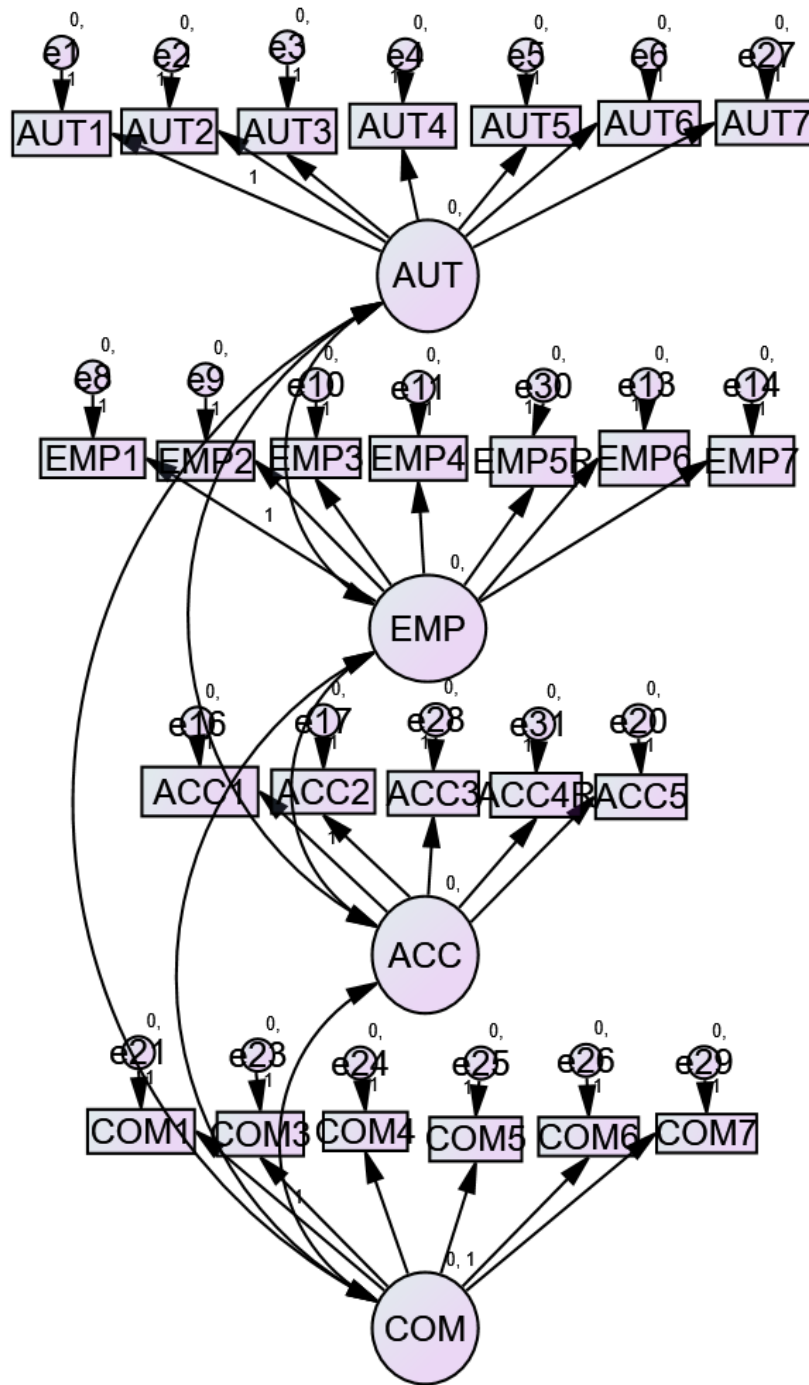 0, 0, 0, 0, 0, 0, 0,
e1 e2 e3 e4 e5 e6 e27
1 1 1 1 1 1 1
AUT1 AUT2 AUT3 AUT4 AUT5 AUT6 AUT7
1
0,
AUT
0, 0, 0, 0, 0, 0, 0,
e8 e9 e10 e11 e30 e13 e14
1 1 1 1 1 1 1
EMP1 EMP2 EMP3 EMP4 EMP5R EMP6 EMP7
1
0,
EMP
0, 0, 0, 0, 0,
e16 e17 e28 e31 e20
1 1 1 1 1
ACC1 ACC2 ACC3 ACC4R ACC5
1
0,
ACC
0, 0, 0, 0, 0, 0,
e21 e23 e24 e25 e26 e29
1 1 1 1 1 1
COM1 COM3 COM4 COM5 COM6 COM7
1
0, 1
COM